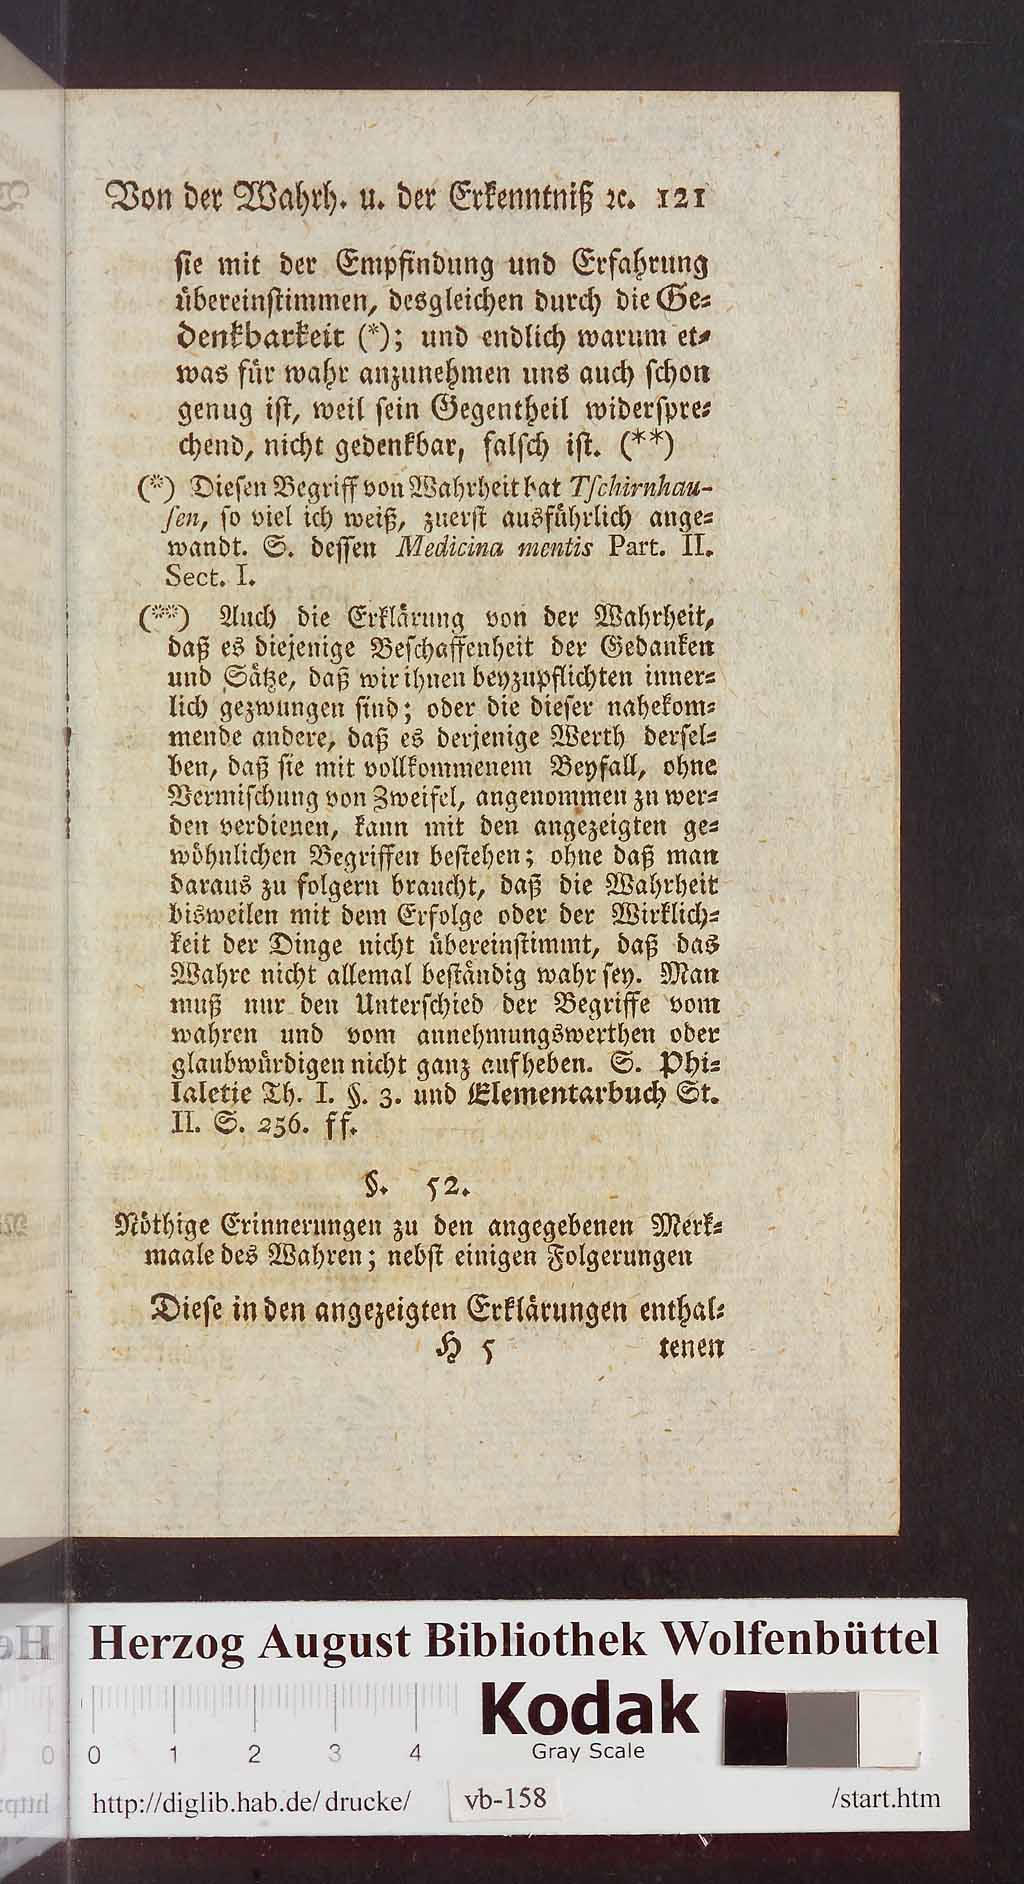 Von der Wahrh. u. der Erkenntniß ꝛc. 121
sie mit der Empfindung und Erfahrung
übereinstimmen, desgleichen durch die Ge⸗
denkbarkeit (*); und endlich warum et⸗
was für wahr anzunehmen uns auch schon
genug ist, weil sein Gegentheil widerspre⸗
chend, nicht gedenkbar, falsch ist. (**)
(*) Diesen Begriff von Wahrheit hat Tschirnhau-
sen, so viel ich weiß, zuerst ausführlich ange⸗
wandt. S. dessen Medicina mentis Part. II.
Sect. I.
(**) Auch die Erklärung von der Wahrheit,
daß es diejenige Beschaffenheit der Gedanken
und Sätze, daß wir ihnen beyzupflichten inner⸗
lich gezwungen sind; oder die dieser nahekom⸗
mende andere, daß es derjenige Werth dersel⸗
ben, daß sie mit vollkommenem Beyfall, ohne
Vermischung von Zweifel, angenommen zu wer⸗
den verdienen, kann mit den angezeigten ge⸗
wöhnlichen Begriffen bestehen; ohne daß man
daraus zu folgern braucht, daß die Wahrheit
bisweilen mit dem Erfolge oder der Wirklich⸗
keit der Dinge nicht übereinstimmt, daß das
Wahre nicht allemal beständig wahr sey. Man
muß nur den Unterschied der Begriffe vom
wahren und vom annehmungswerthen oder
glaubwürdigen nicht ganz aufheben. S. Phi⸗
laletie Th. I. §. 3. und Elementarbuch St.
II. S. 256. ff.
§. 52.
Nöthige Erinnerungen zu den angegebenen Merk⸗
maale des Wahren; nebst einigen Folgerungen
Diese in den angezeigten Erklärungen enthal⸗
H 5 tenen
Herzog August Bibliothek Wolfenbüttel
Kodak
Gray Scale
0 1 2 3 4
http://diglib.hab.de/drucke/ vb-158 /start.htm